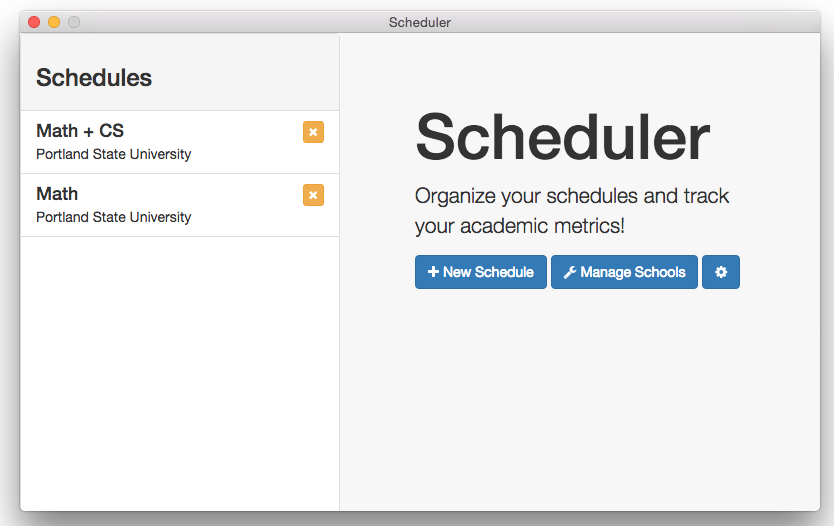 Scheduler
Schedules
Math + CS
Portland State University
Math
Portland State University
Scheduler
Organize your schedules and track
your academic metrics!
New Schedule
Manage Schools